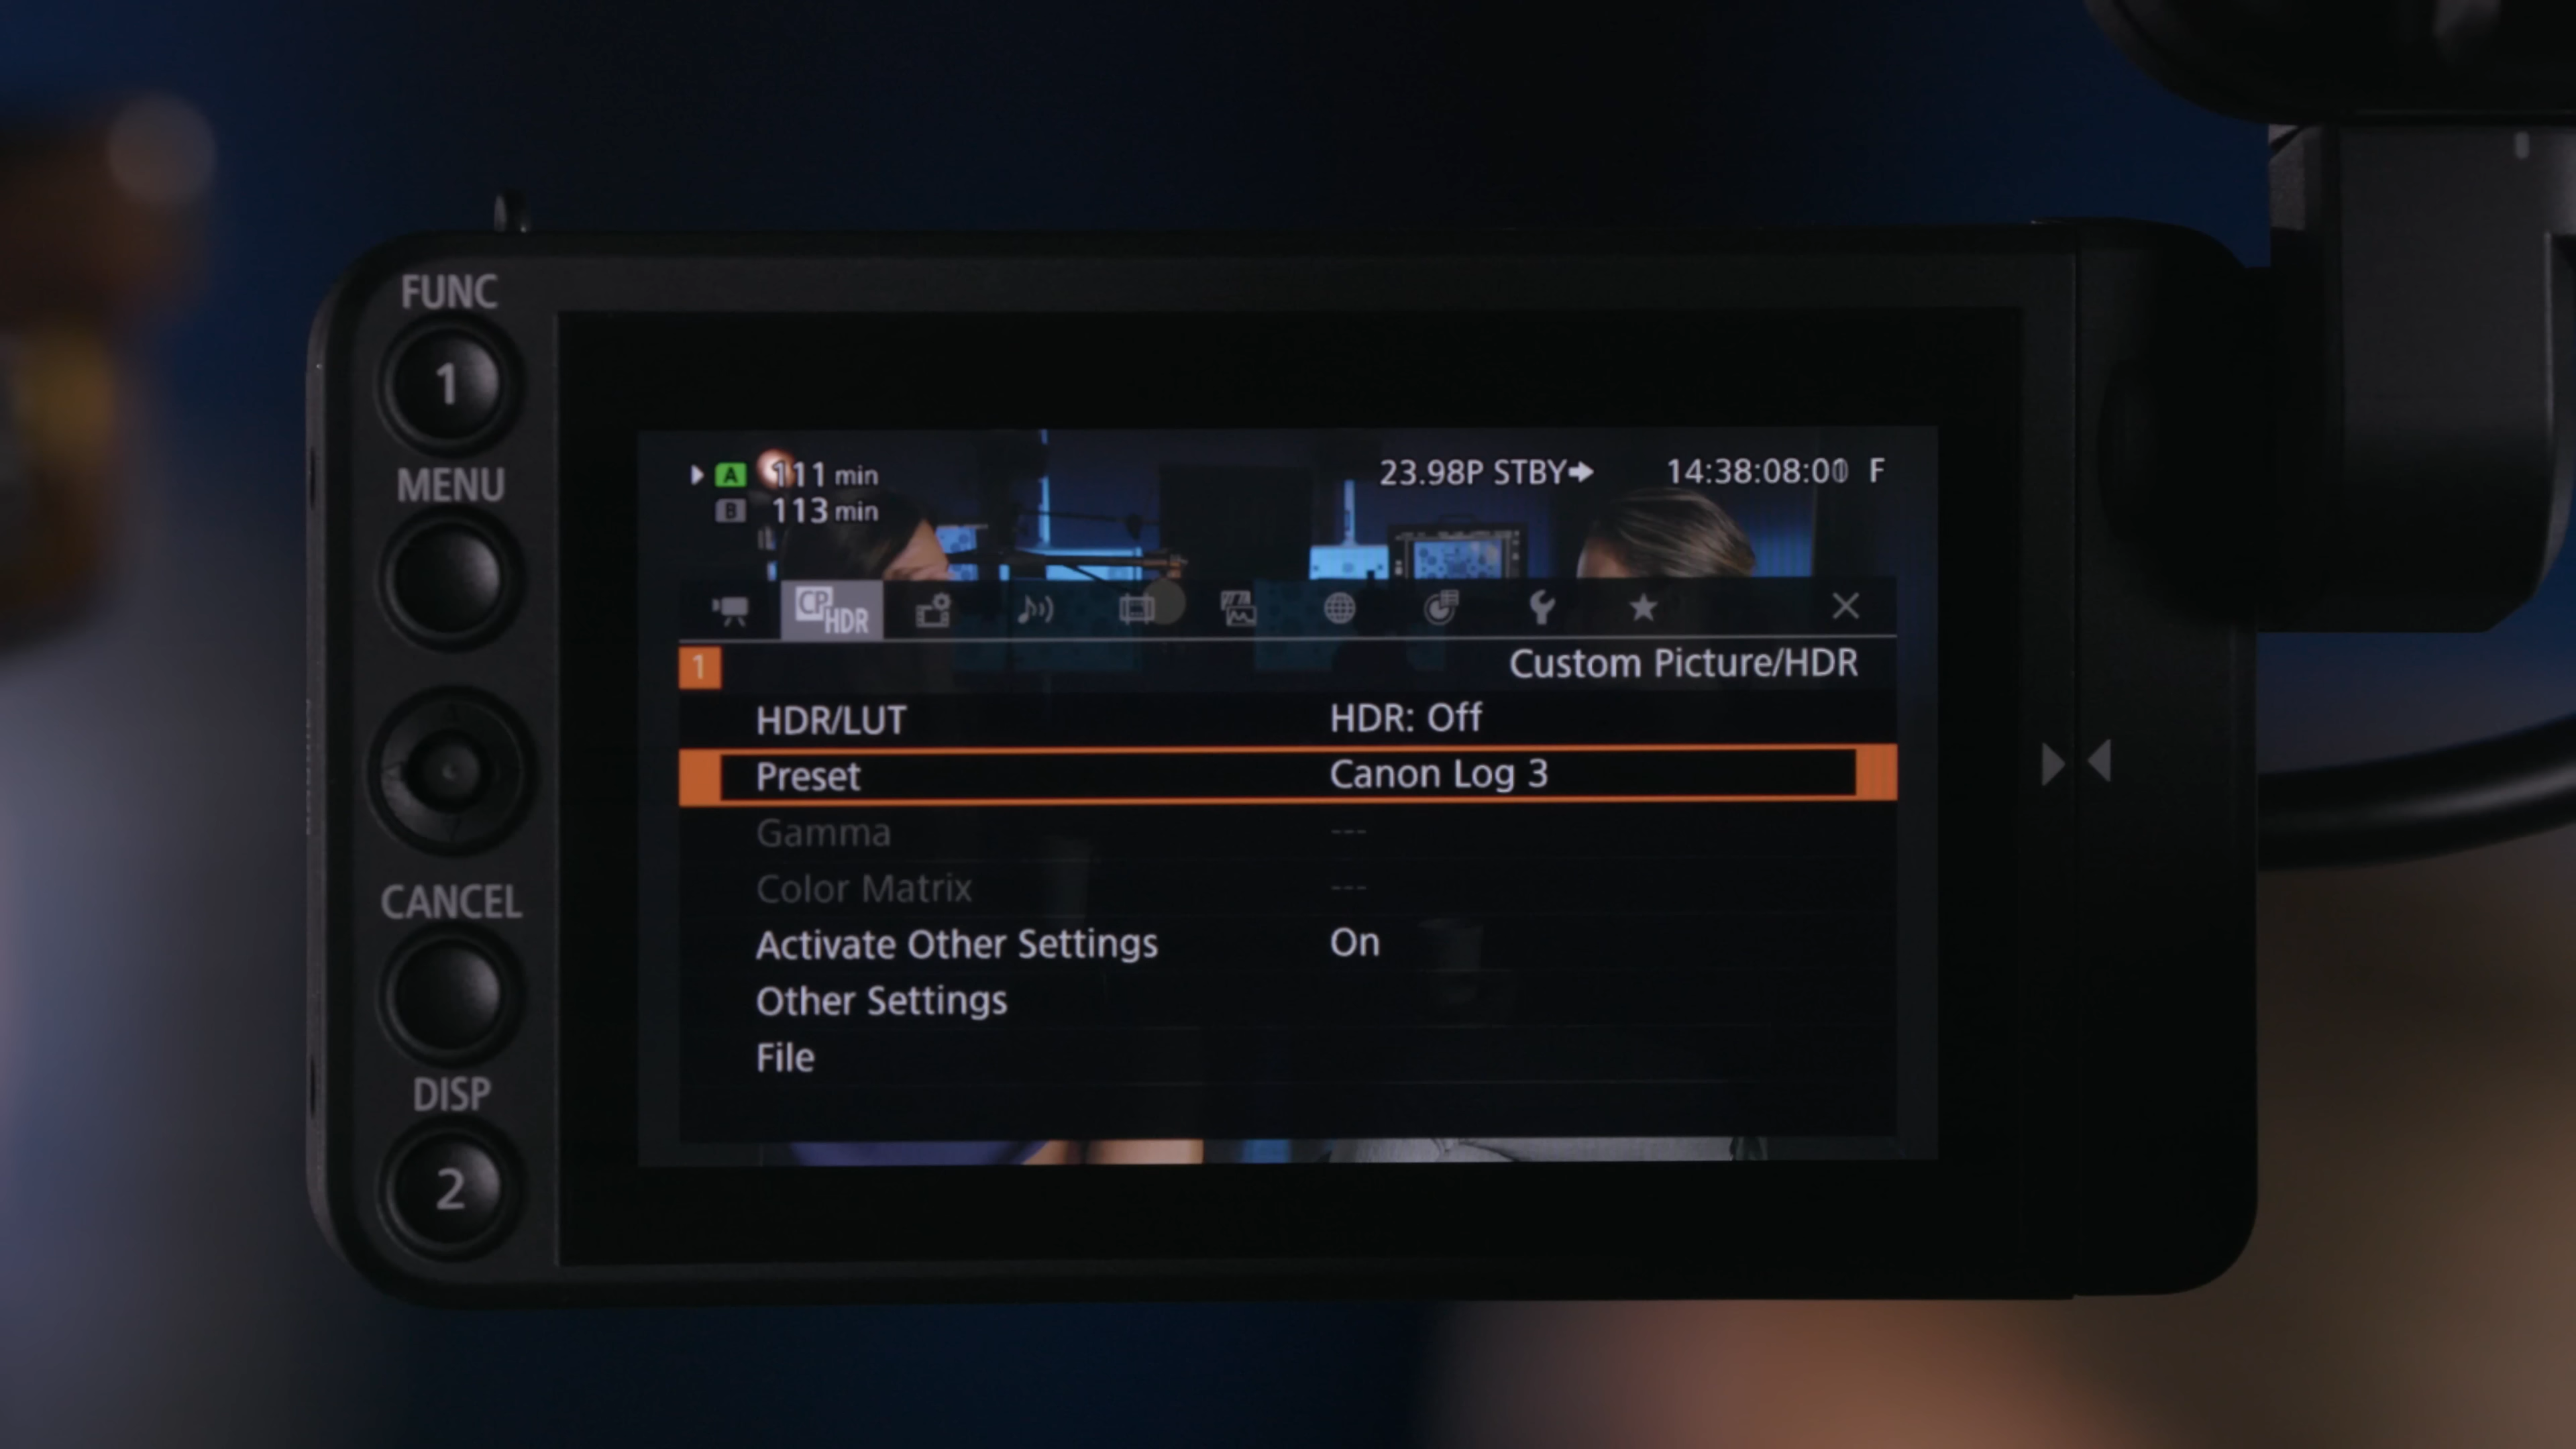 FUNC
1
MENU
CANCEL
DISP
2
A 111 min
B 113 min
23.98P STBY
14:38:08:00 F
CP HDR
1
Custom Picture/HDR
HDR/LUT HDR: Off
Preset Canon Log 3
Gamma ---
Color Matrix ---
Activate Other Settings On
Other Settings
File